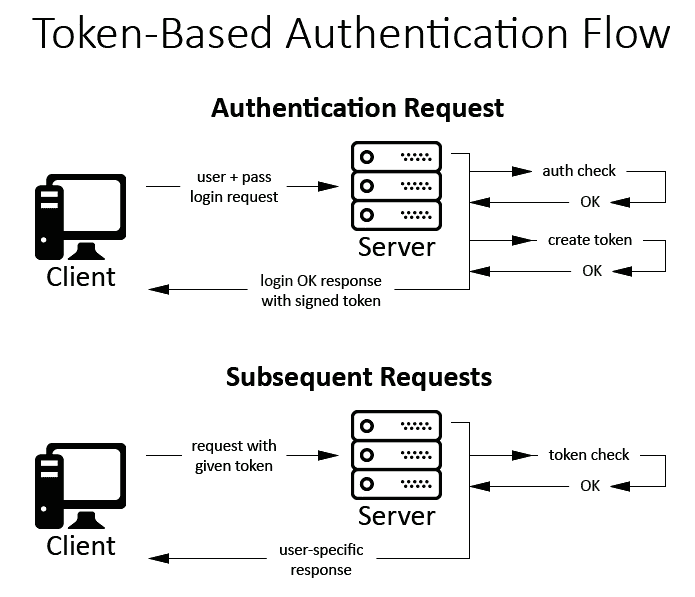 Token-Based Authentication Flow
Authentication Request
user + pass
login request
auth check
OK
Server
create token
OK
Client
login OK response
with signed token
Subsequent Requests
request with
given token
token check
OK
Server
Client
user-specific
response